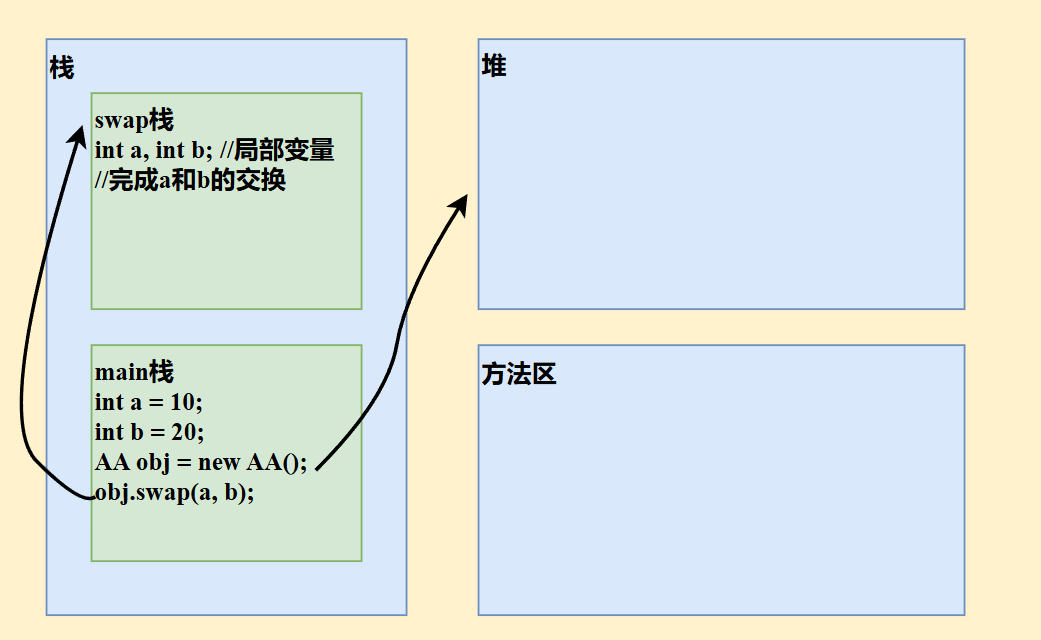 栈
swap栈
int a, int b; //局部变量
//完成a和b的交换
main栈
int a = 10;
int b = 20;
AA obj = new AA();
obj.swap(a, b);
堆
方法区